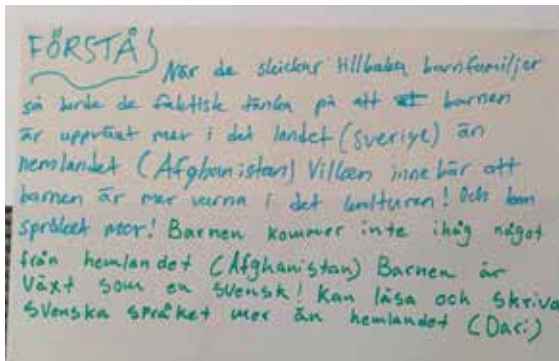 FÖRSTÅ
När de skickar tillbaka barnfamiljer
så borde de faktisk tänka på att barnen
är uppväxt mer i det landet (Sverige) än
hemlandet (Afghanistan) Vilken inne bär att
barnen är mer vana i det kulturen! Och kan
språket mer! Barnen kommer inte ihåg något
från hemlandet (Afghanistan) Barnen är
växt som en svensk! Kan läsa och skriva
svenska språket mer än hemlandet (Dari)